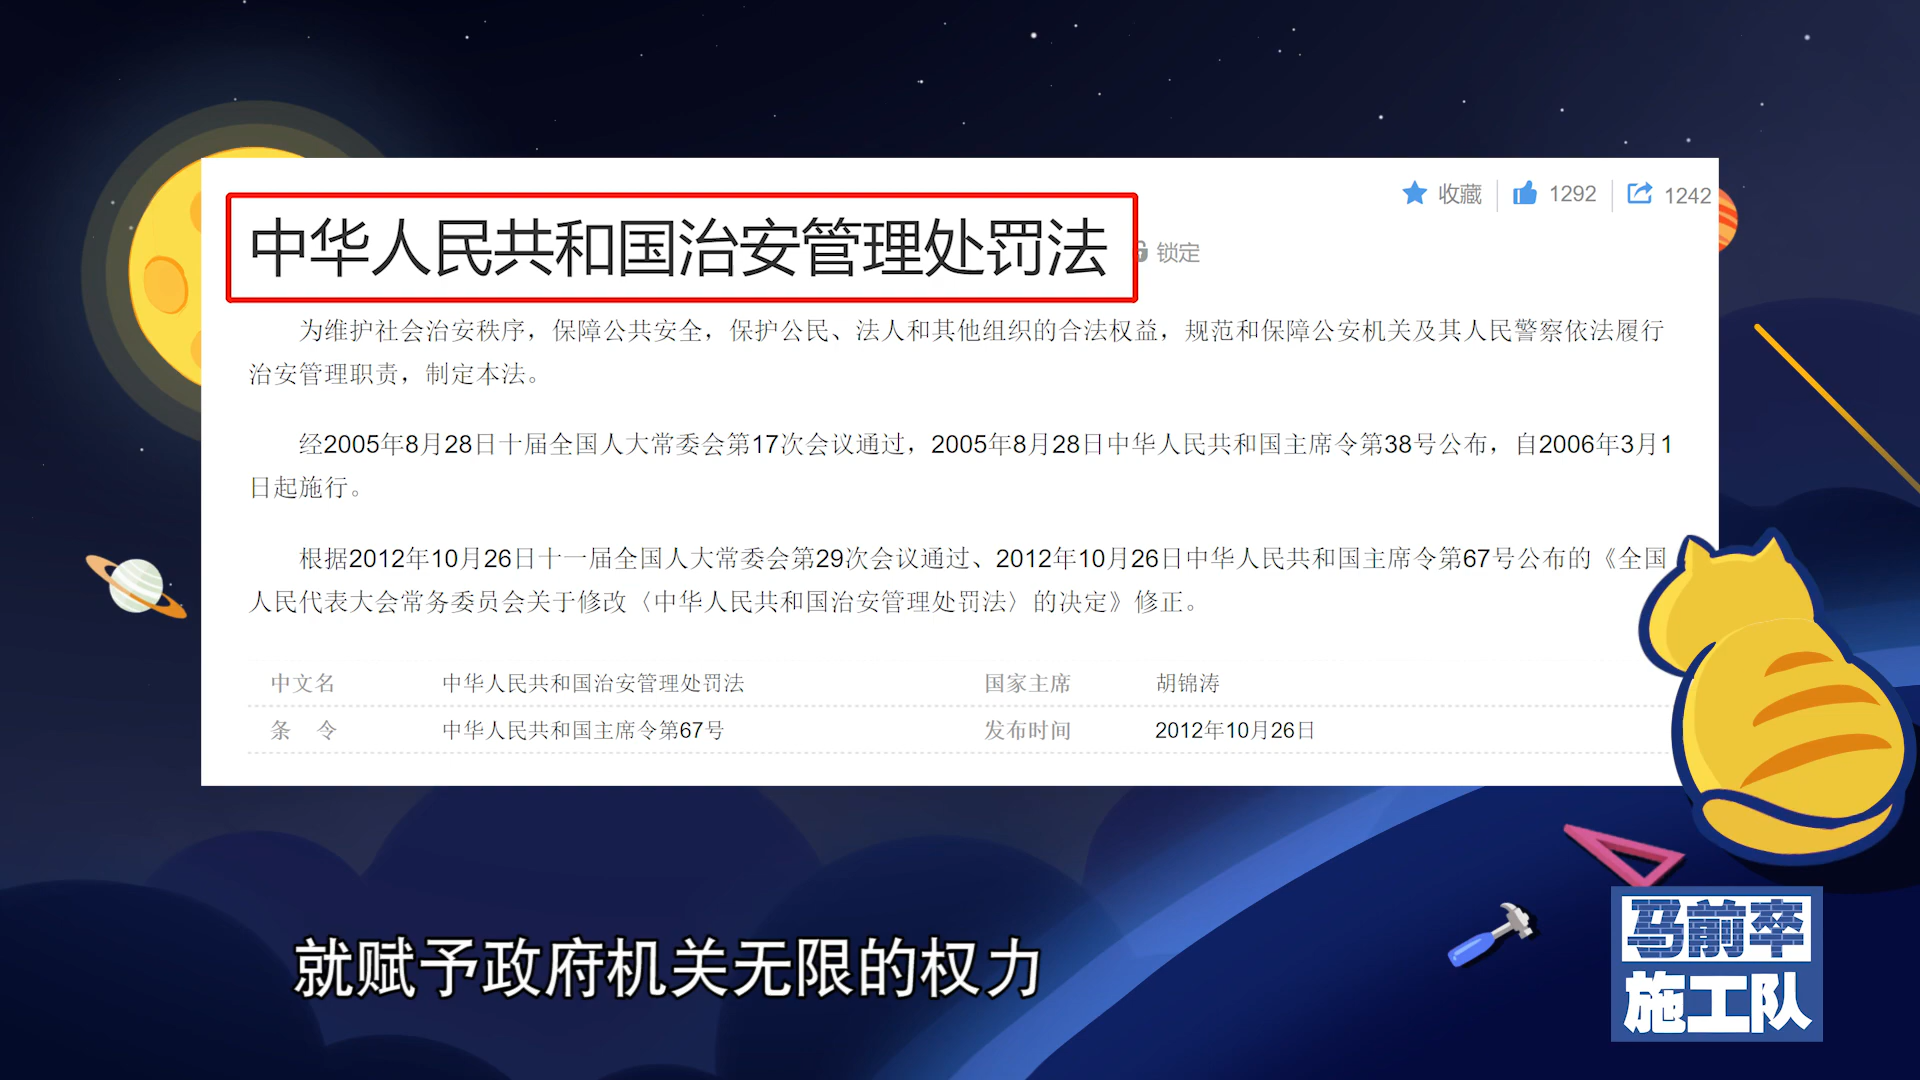 收藏 1292 1242
中华人民共和国治安管理处罚法
锁定
为维护社会治安秩序，保障公共安全，保护公民、法人和其他组织的合法权益，规范和保障公安机关及其人民警察依法履行
治安管理职责，制定本法。
经2005年8月28日十届全国人大常委会第17次会议通过，2005年8月28日中华人民共和国主席令第38号公布，自2006年3月1
日起施行。
根据2012年10月26日十一届全国人大常委会第29次会议通过、2012年10月26日中华人民共和国主席令第67号公布的《全国
人民代表大会常务委员会关于修改〈中华人民共和国治安管理处罚法〉的决定》修正。
中文名 中华人民共和国治安管理处罚法 国家主席 胡锦涛
条 令 中华人民共和国主席令第67号 发布时间 2012年10月26日
就赋予政府机关无限的权力
马前卒
施工队